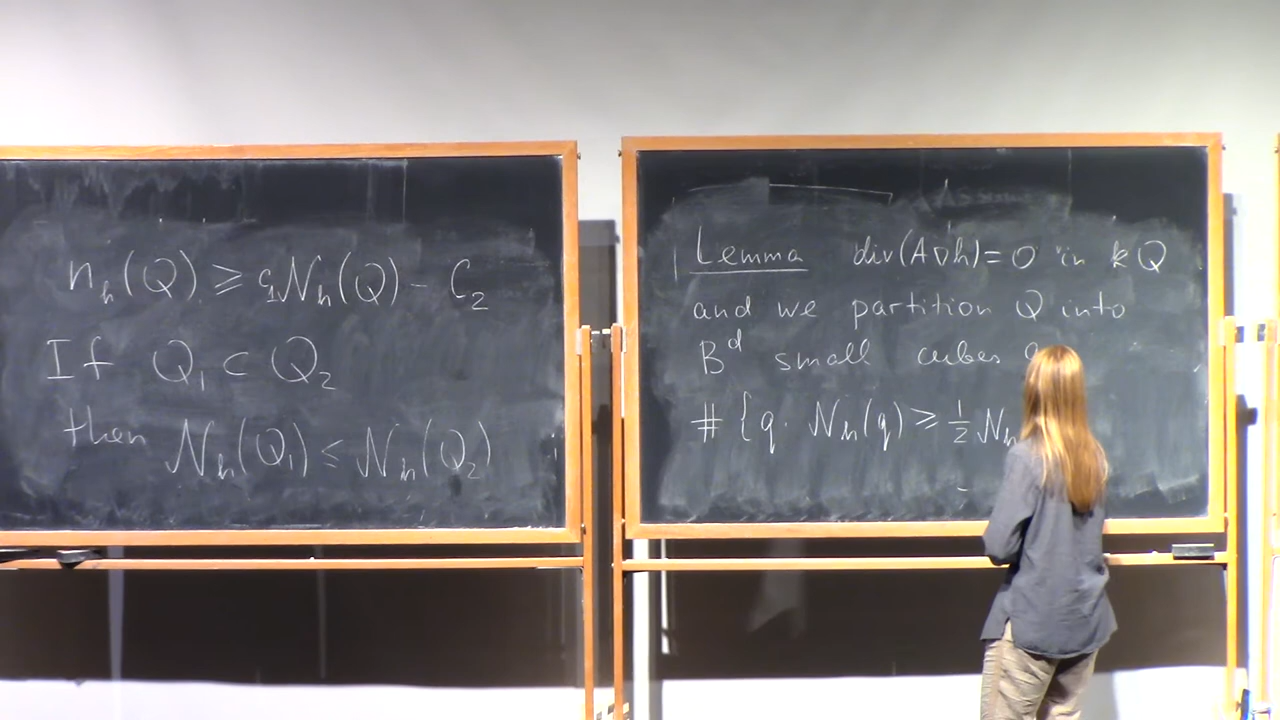 n_h(Q) ≥ c_1 N_h(Q) - C_2
If Q_1 ⊂ Q_2
then N_h(Q_1) ≤ N_h(Q_2)
Lemma div(A∇h)=0 in kQ
and we partition Q into
B^d small cubes
# {q. N_h(q) ≥ 1/2 N_h